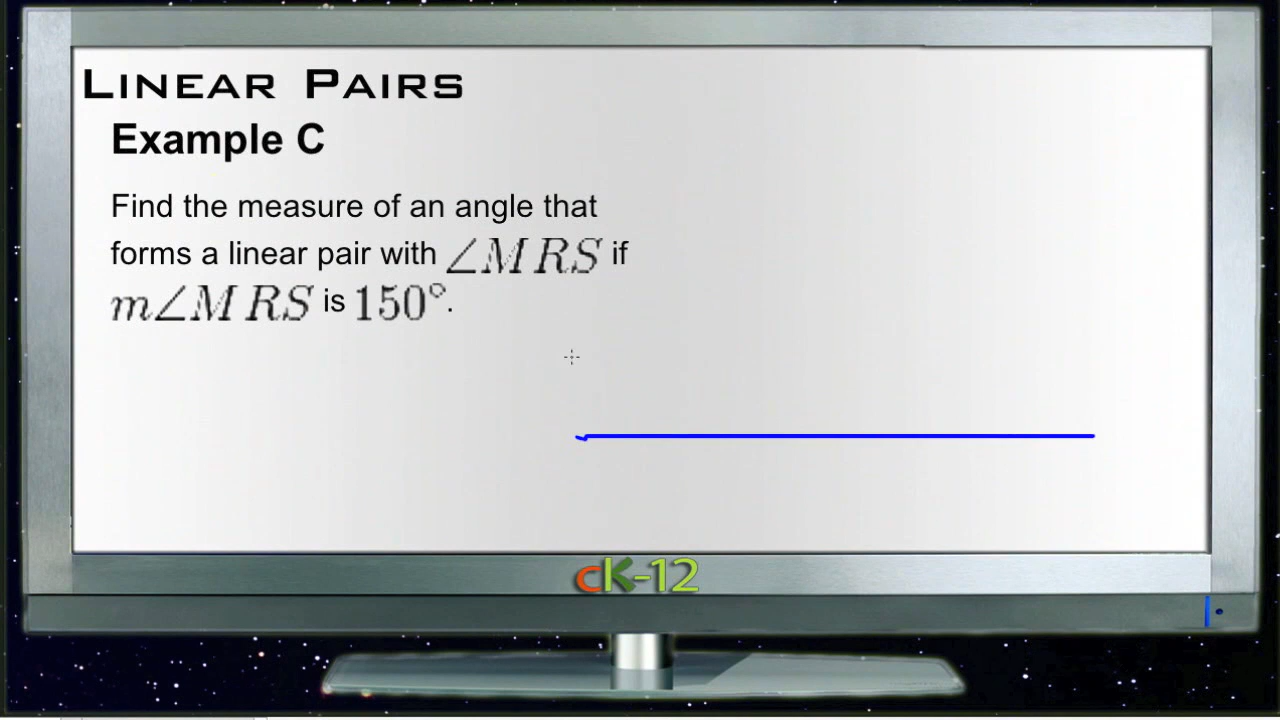 LINEAR PAIRS
Example C
Find the measure of an angle that
forms a linear pair with ∠MRS if
m∠MRS is 150°.
cK-12